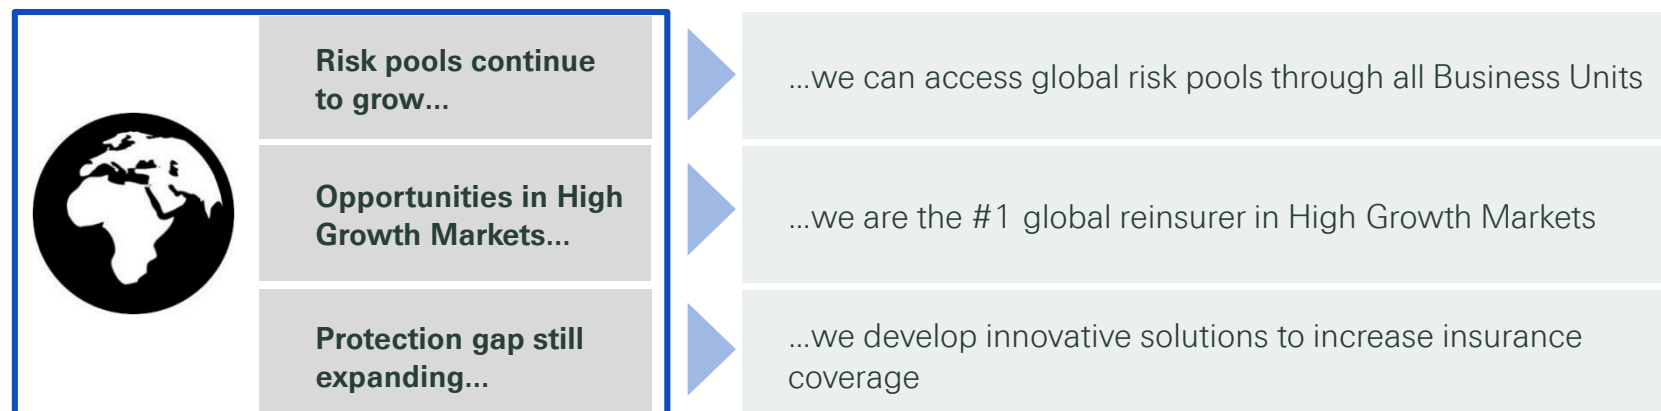 Risk pools continue
to grow...
...we can access global risk pools through all Business Units
Opportunities in High
Growth Markets...
...we are the #1 global reinsurer in High Growth Markets
Protection gap still
expanding...
...we develop innovative solutions to increase insurance
coverage